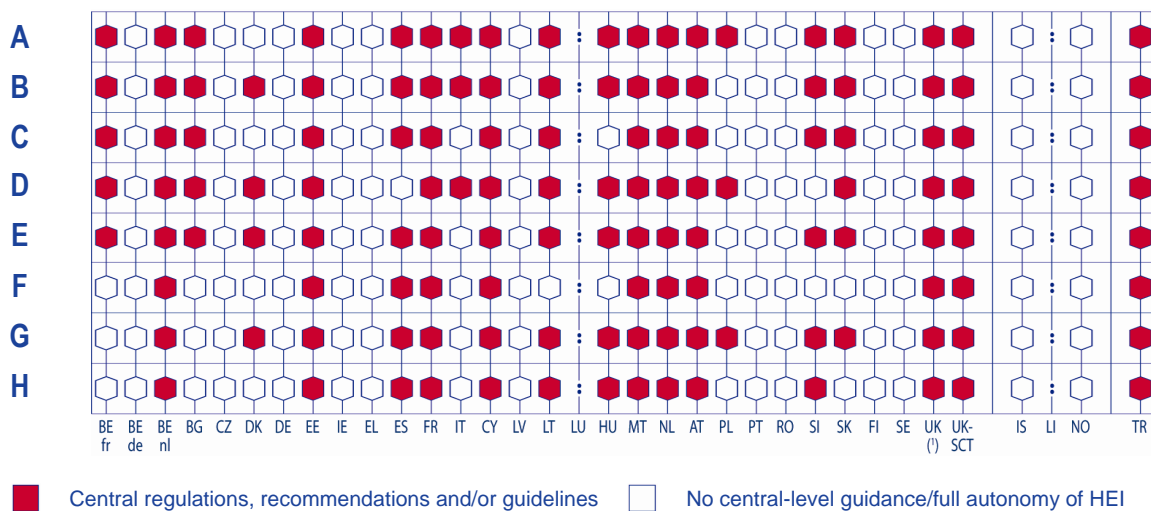 A
B
C
D
E
F
G
H
BE BE BE BG CZ DK DE EE IE EL ES FR IT CY LV LT LU HU MT NL AT PL PT RO SI SK FI SE UK UK- IS LI NO TR
fr de nl (¹) SCT
Central regulations, recommendations and/or guidelines No central-level guidance/full autonomy of HEI